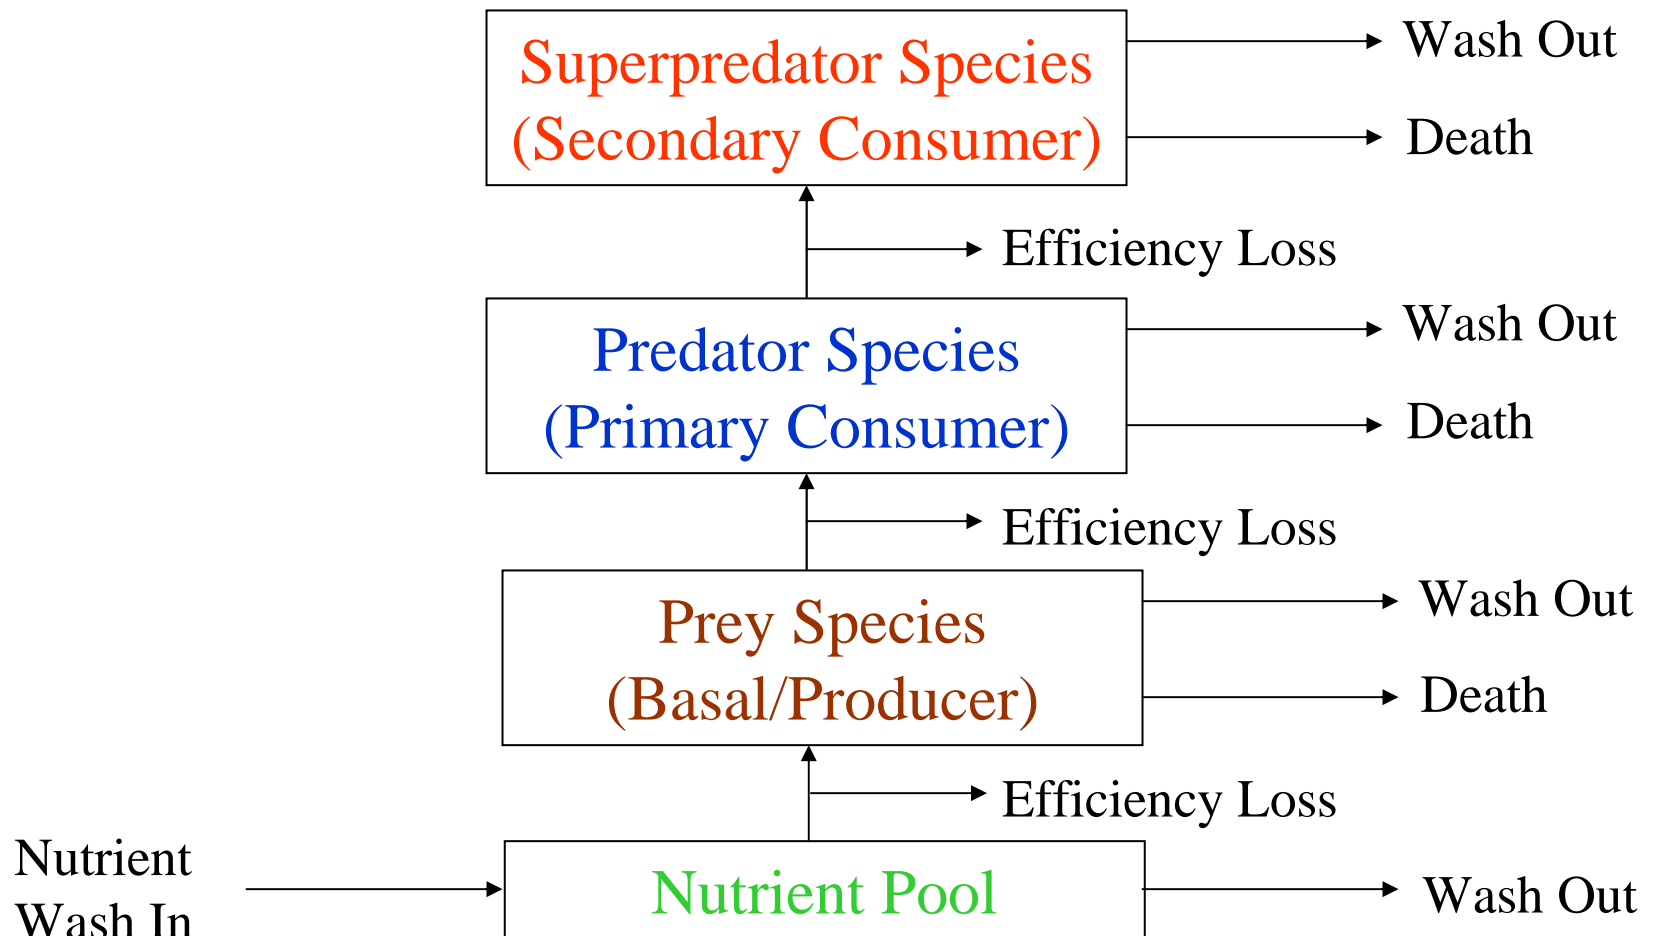 Superpredator Species
(Secondary Consumer)
Wash Out
Death
Efficiency Loss
Predator Species
(Primary Consumer)
Wash Out
Death
Efficiency Loss
Prey Species
(Basal/Producer)
Wash Out
Death
Efficiency Loss
Nutrient
Wash In
Nutrient Pool
Wash Out